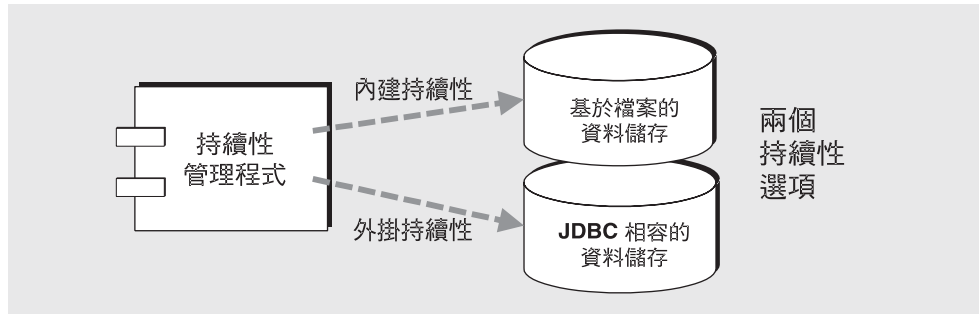 持續性
管理程式
內建持續性
外掛持續性
基於檔案的
資料儲存
JDBC 相容的
資料儲存
兩個
持續性
選項